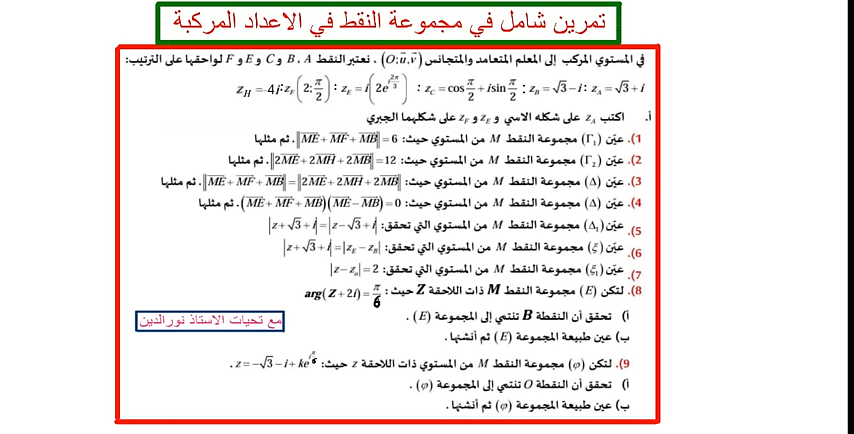 تمرين شامل في مجموعة النقط في الاعداد المركبة
في المستوي المركب إلى المعلم المتعامد والمتجانس (O;u⃗,v⃗) . نعتبر النقط A ، B و C و E و F لواحقها على الترتيب:
z_A=√3+i : z_B=√3−i : z_C=cos π/2 + i sin π/2 : z_E=i(2e^{i2π/3}) : z_F(2;π/2) : z_H=-4i
أ. اكتب z_A على شكله الاسي و z_E و z_F على شكلهما الجبري
1). عيّن (Γ₁) مجموعة النقط M من المستوي حيث: ‖ME⃗+MF⃗+MB⃗‖=6 . ثم مثلها
2). عيّن (Γ₂) مجموعة النقط M من المستوي حيث: ‖2ME⃗+2MH⃗+2MB⃗‖=12 . ثم مثلها
3). عيّن (Δ) مجموعة النقط M من المستوي حيث: ‖ME⃗+MF⃗+MB⃗‖=‖2ME⃗+2MH⃗+2MB⃗‖ . ثم مثلها
4). عيّن (Δ) مجموعة النقط M من المستوي حيث: (ME⃗+MF⃗+MB⃗)(ME⃗−MB⃗)=0 . ثم مثلها
5). عيّن (Δ₁) مجموعة النقط M من المستوي التي تحقق: |z+√3+i|=|z−√3+i|
6). عيّن (ξ) مجموعة النقط M من المستوي التي تحقق: |z+√3+i|=|z_E−z_B|
7). عيّن (ξ₁) مجموعة النقط M من المستوي التي تحقق: |z−z_o|=2
8). لتكن (E) مجموعة النقط M ذات اللاحقة Z حيث : arg(Z+2i)=π/6
أ) تحقق أن النقطة B تنتمي إلى المجموعة (E) .
ب) عين طبيعة المجموعة (E) ثم أنشئها .
مع تحيات الاستاذ نورالدين
9). لتكن (φ) مجموعة النقط M من المستوي ذات اللاحقة z حيث: z=−√3−i+ke^{iπ/6} .
أ) تحقق أن النقطة O تنتمي إلى المجموعة (φ) .
ب) عين طبيعة المجموعة (φ) ثم أنشئها .